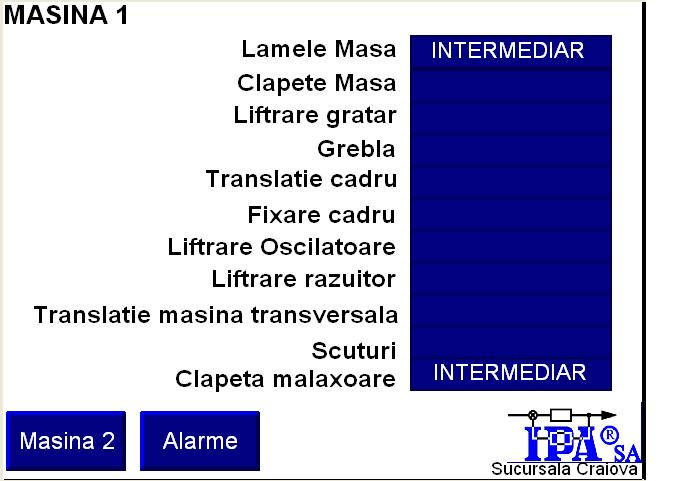 MASINA 1
Lamele Masa INTERMEDIAR
Clapete Masa
Liftrare gratar
Grebla
Translatie cadru
Fixare cadru
Liftrare Oscilatoare
Liftrare razuitor
Translatie masina transversala
Scuturi
Clapeta malaxoare INTERMEDIAR
Masina 2 Alarme
IPA ® SA
Sucursala Craiova